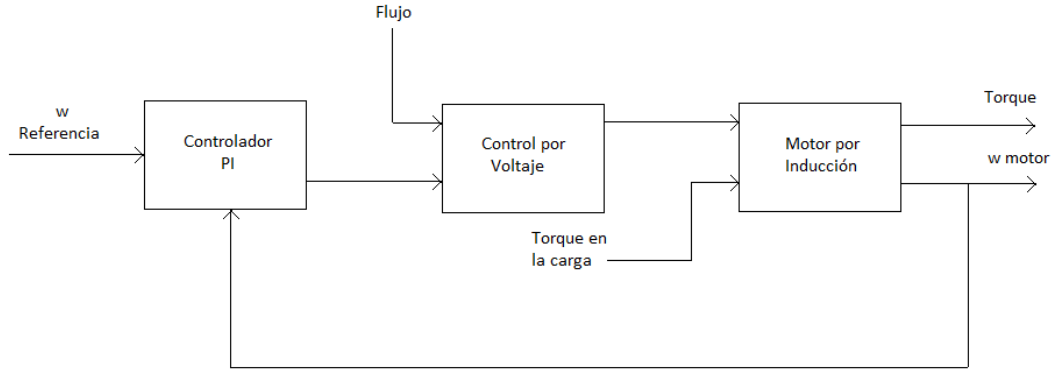 Flujo
w
Referencia
Controlador
PI
Control por
Voltaje
Motor por
Inducción
Torque
w motor
Torque en
la carga